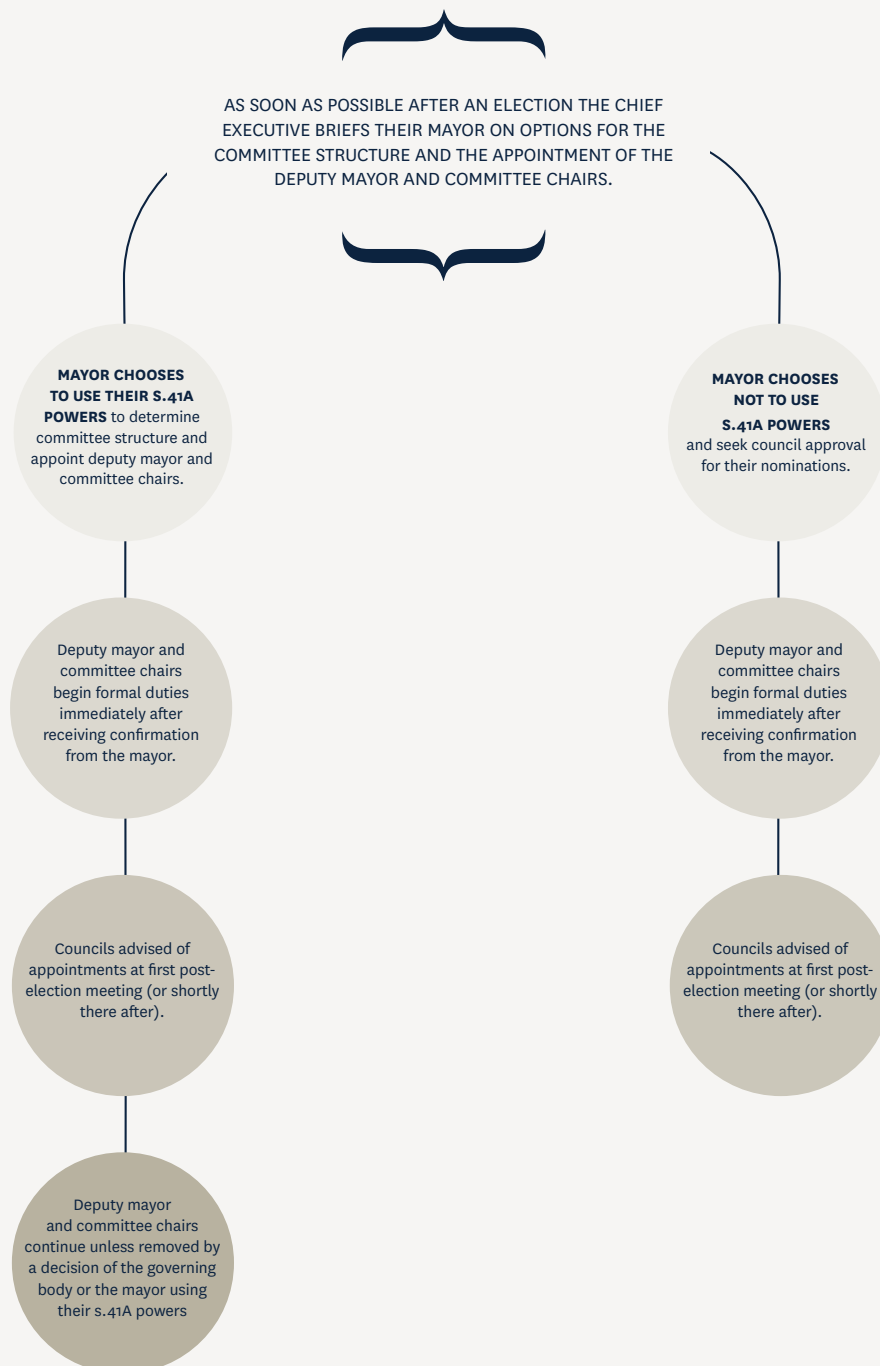 AS SOON AS POSSIBLE AFTER AN ELECTION THE CHIEF
EXECUTIVE BRIEFS THEIR MAYOR ON OPTIONS FOR THE
COMMITTEE STRUCTURE AND THE APPOINTMENT OF THE
DEPUTY MAYOR AND COMMITTEE CHAIRS.
MAYOR CHOOSES
TO USE THEIR S.41A
POWERS to determine
committee structure and
appoint deputy mayor and
committee chairs.
Deputy mayor and
committee chairs
begin formal duties
immediately after
receiving confirmation
from the mayor.
Councils advised of
appointments at first post-
election meeting (or shortly
there after).
Deputy mayor
and committee chairs
continue unless removed by
a decision of the governing
body or the mayor using
their s.41A powers
MAYOR CHOOSES
NOT TO USE
S.41A POWERS
and seek council approval
for their nominations.
Deputy mayor and
committee chairs
begin formal duties
immediately after
receiving confirmation
from the mayor.
Councils advised of
appointments at first post-
election meeting (or shortly
there after).